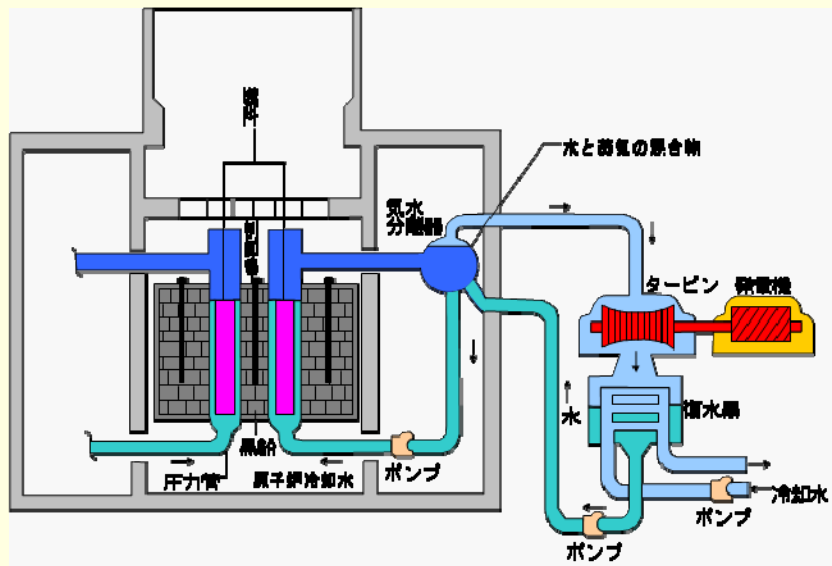 水と蒸気の混合物
気水
分離器
タービン
発電機
復水器
水
制御棒
黒鉛
圧力管
原子炉冷却水
ポンプ
冷却水
ポンプ
ポンプ